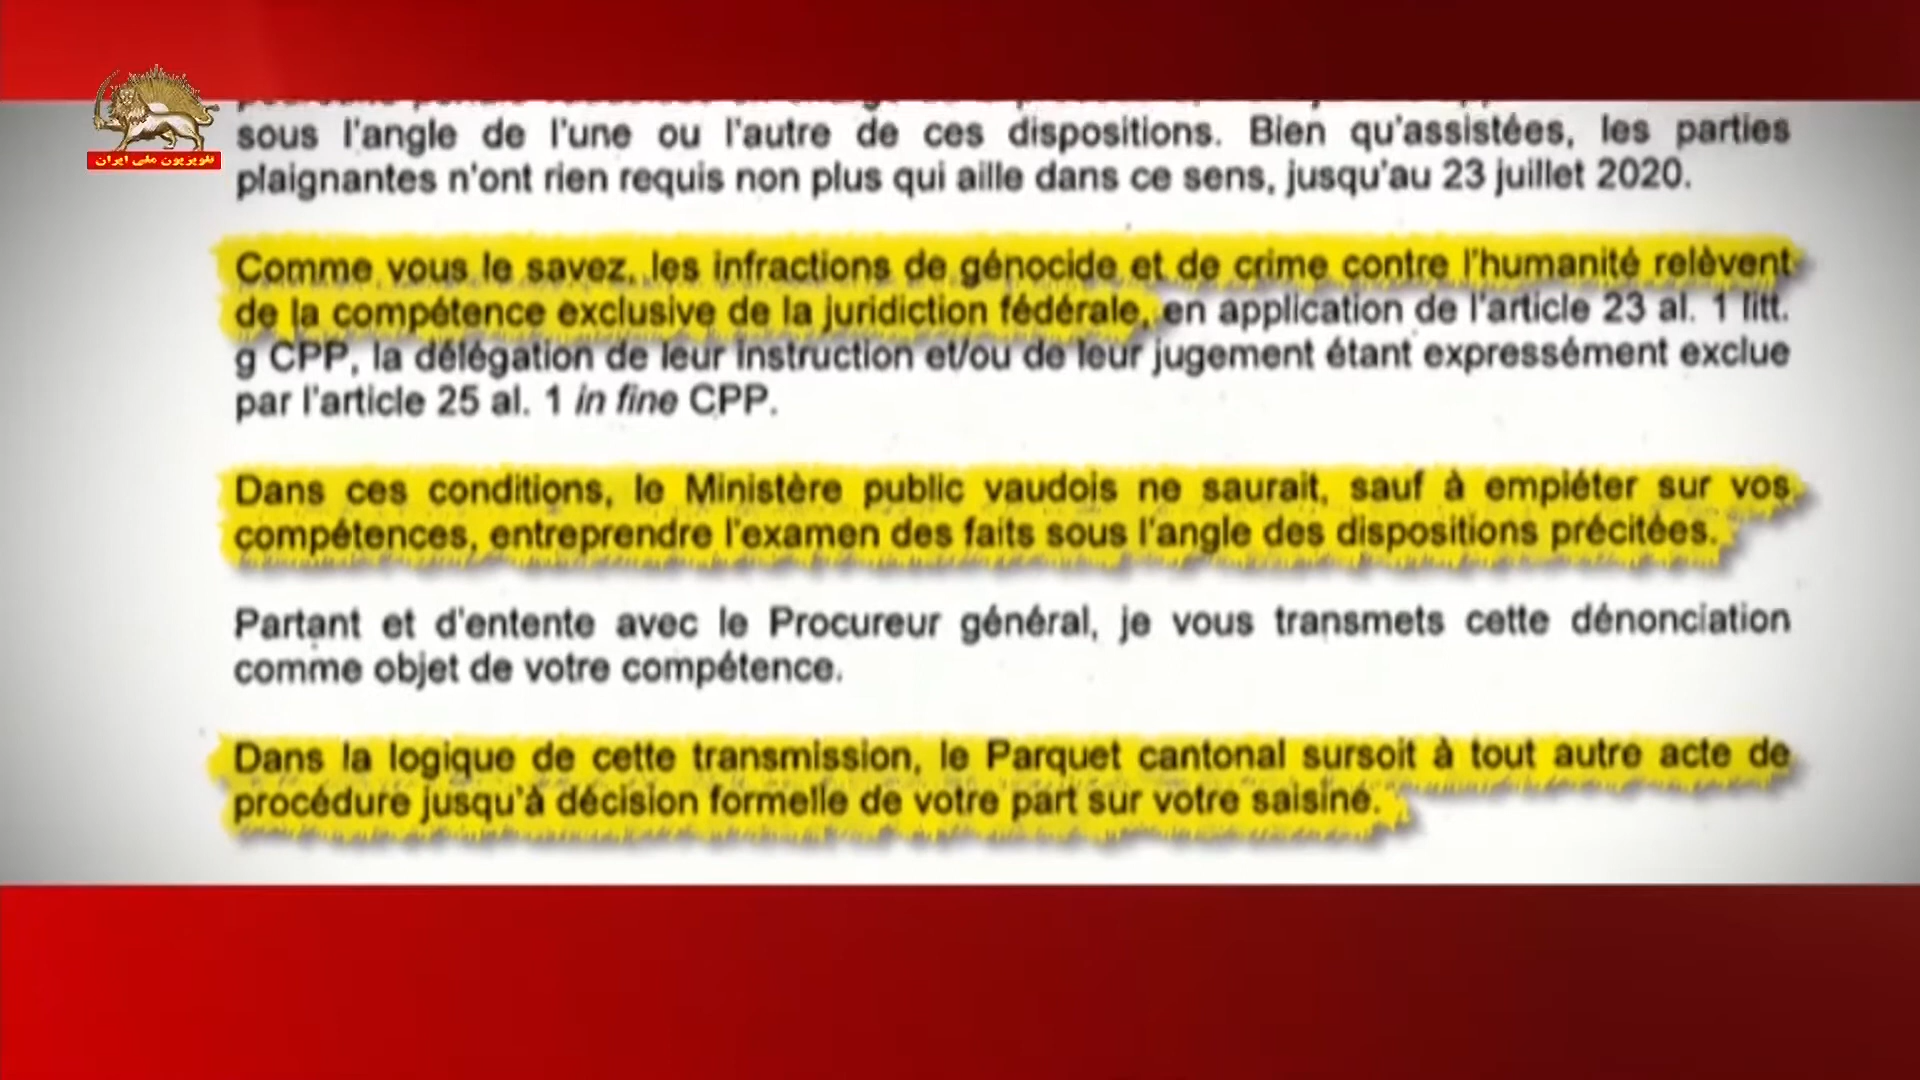 تلویزیون ملی ایران
sous l'angle de l'une ou l'autre de ces dispositions. Bien qu'assistées, les parties
plaignantes n'ont rien requis non plus qui aille dans ce sens, jusqu'au 23 juillet 2020.
Comme vous le savez, les infractions de génocide et de crime contre l'humanité relèvent
de la compétence exclusive de la juridiction fédérale, en application de l'article 23 al. 1 litt.
g CPP, la délégation de leur instruction et/ou de leur jugement étant expressément exclue
par l'article 25 al. 1 in fine CPP.
Dans ces conditions, le Ministère public vaudois ne saurait, sauf à empiéter sur vos
compétences, entreprendre l'examen des faits sous l'angle des dispositions précitées.
Partant et d'entente avec le Procureur général, je vous transmets cette dénonciation
comme objet de votre compétence.
Dans la logique de cette transmission, le Parquet cantonal sursoit à tout autre acte de
procédure jusqu'à décision formelle de votre part sur votre saisine.